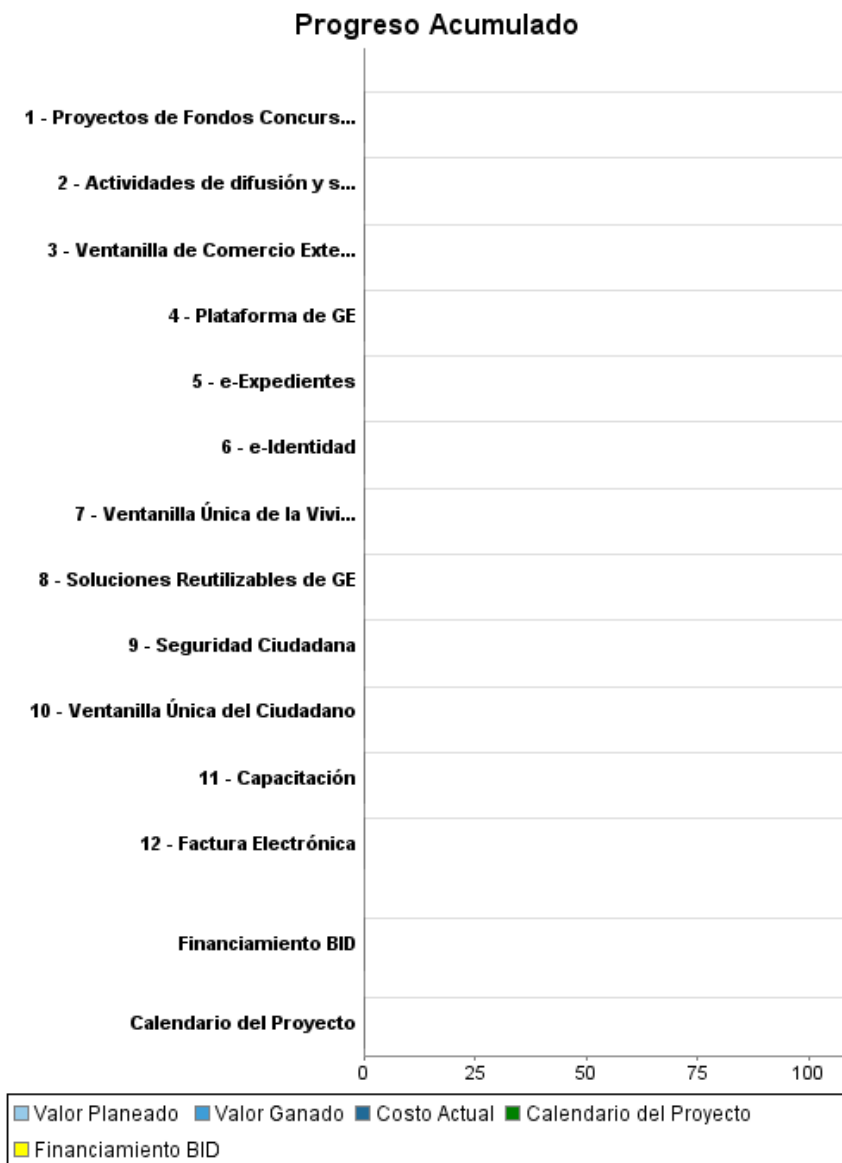 Progreso Acumulado
1 - Proyectos de Fondos Concurs...
2 - Actividades de difusión y s...
3 - Ventanilla de Comercio Exte...
4 - Plataforma de GE
5 - e-Expedientes
6 - e-Identidad
7 - Ventanilla Única de la Vivi...
8 - Soluciones Reutilizables de GE
9 - Seguridad Ciudadana
10 - Ventanilla Única del Ciudadano
11 - Capacitación
12 - Factura Electrónica
Financiamiento BID
Calendario del Proyecto
0 25 50 75 100
Valor Planeado Valor Ganado Costo Actual Calendario del Proyecto
Financiamiento BID